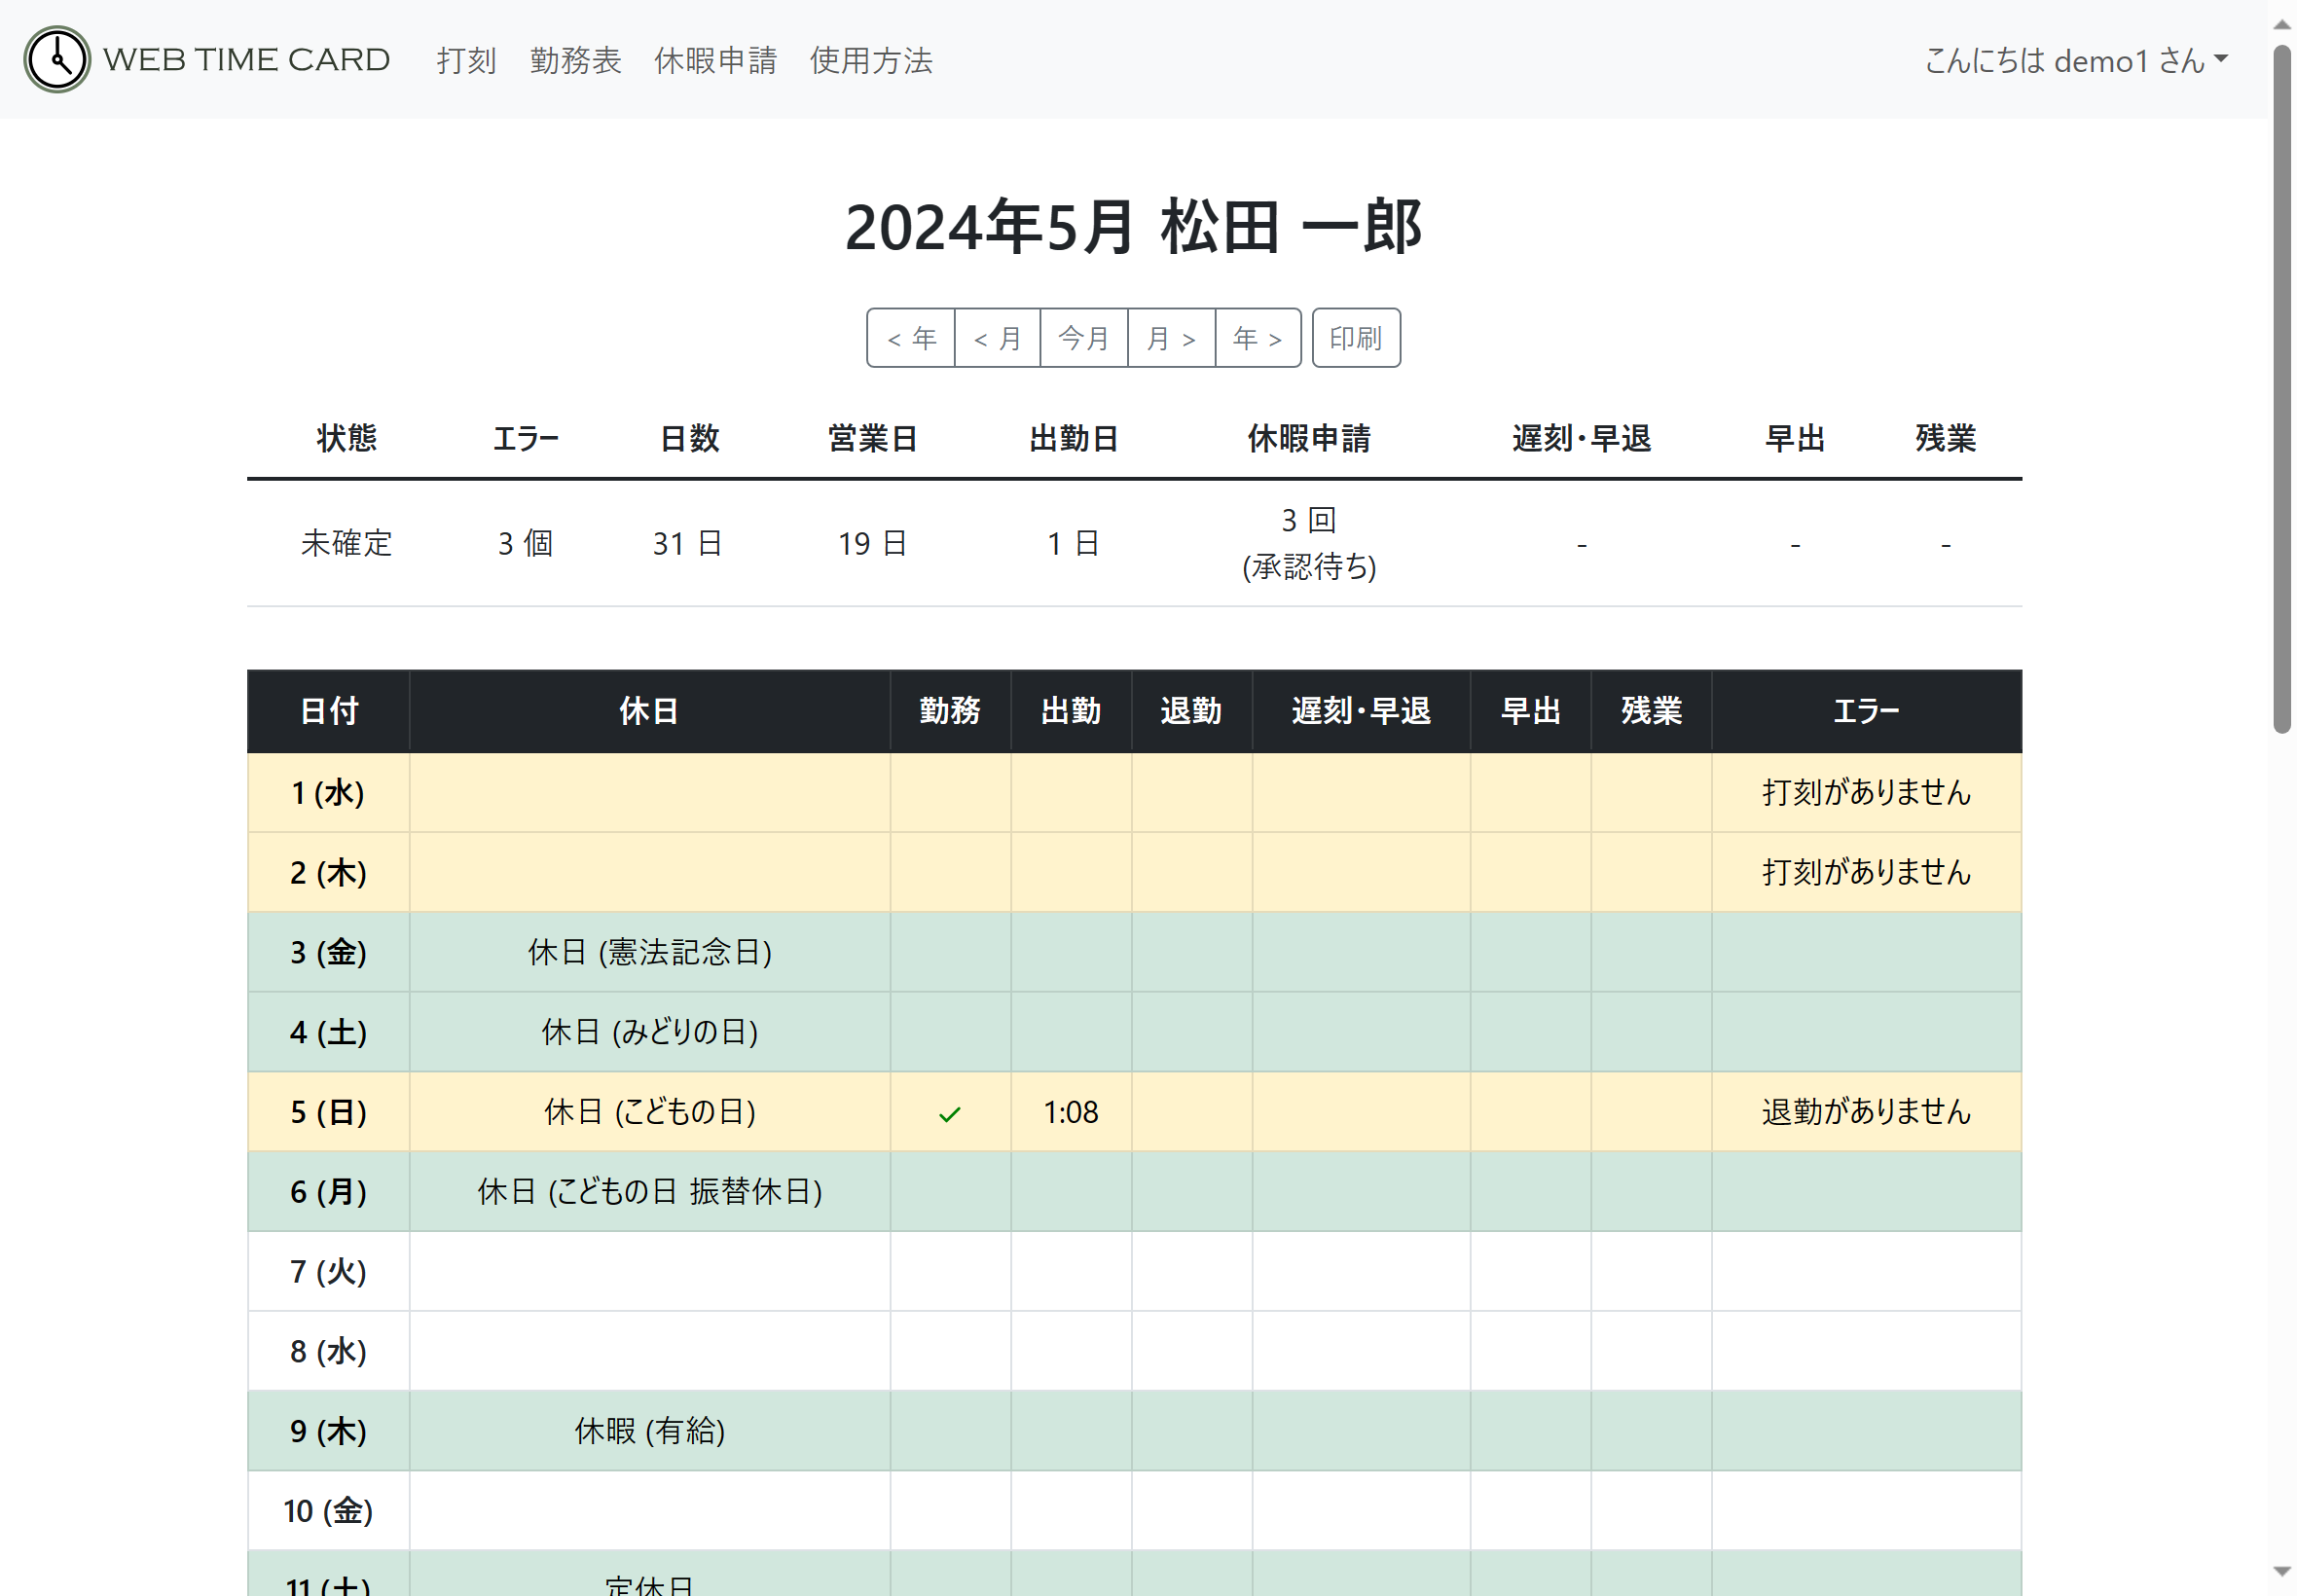 WEB TIME CARD 打刻 勤務表 休暇申請 使用方法 こんにちは demo1 さん
2024年5月 松田 一郎
< 年 < 月 今月 月 > 年 > 印刷
状態 エラー 日数 営業日 出勤日 休暇申請 遅刻・早退 早出 残業
未確定 3 個 31 日 19 日 1 日 3 回 (承認待ち) - - -
日付 休日 勤務 出勤 退勤 遅刻・早退 早出 残業 エラー
1 (水) 打刻がありません
2 (木) 打刻がありません
3 (金) 休日 (憲法記念日)
4 (土) 休日 (みどりの日)
5 (日) 休日 (こどもの日) ✓ 1:08 退勤がありません
6 (月) 休日 (こどもの日 振替休日)
7 (火)
8 (水)
9 (木) 休暇 (有給)
10 (金)
11 (土) 定休日